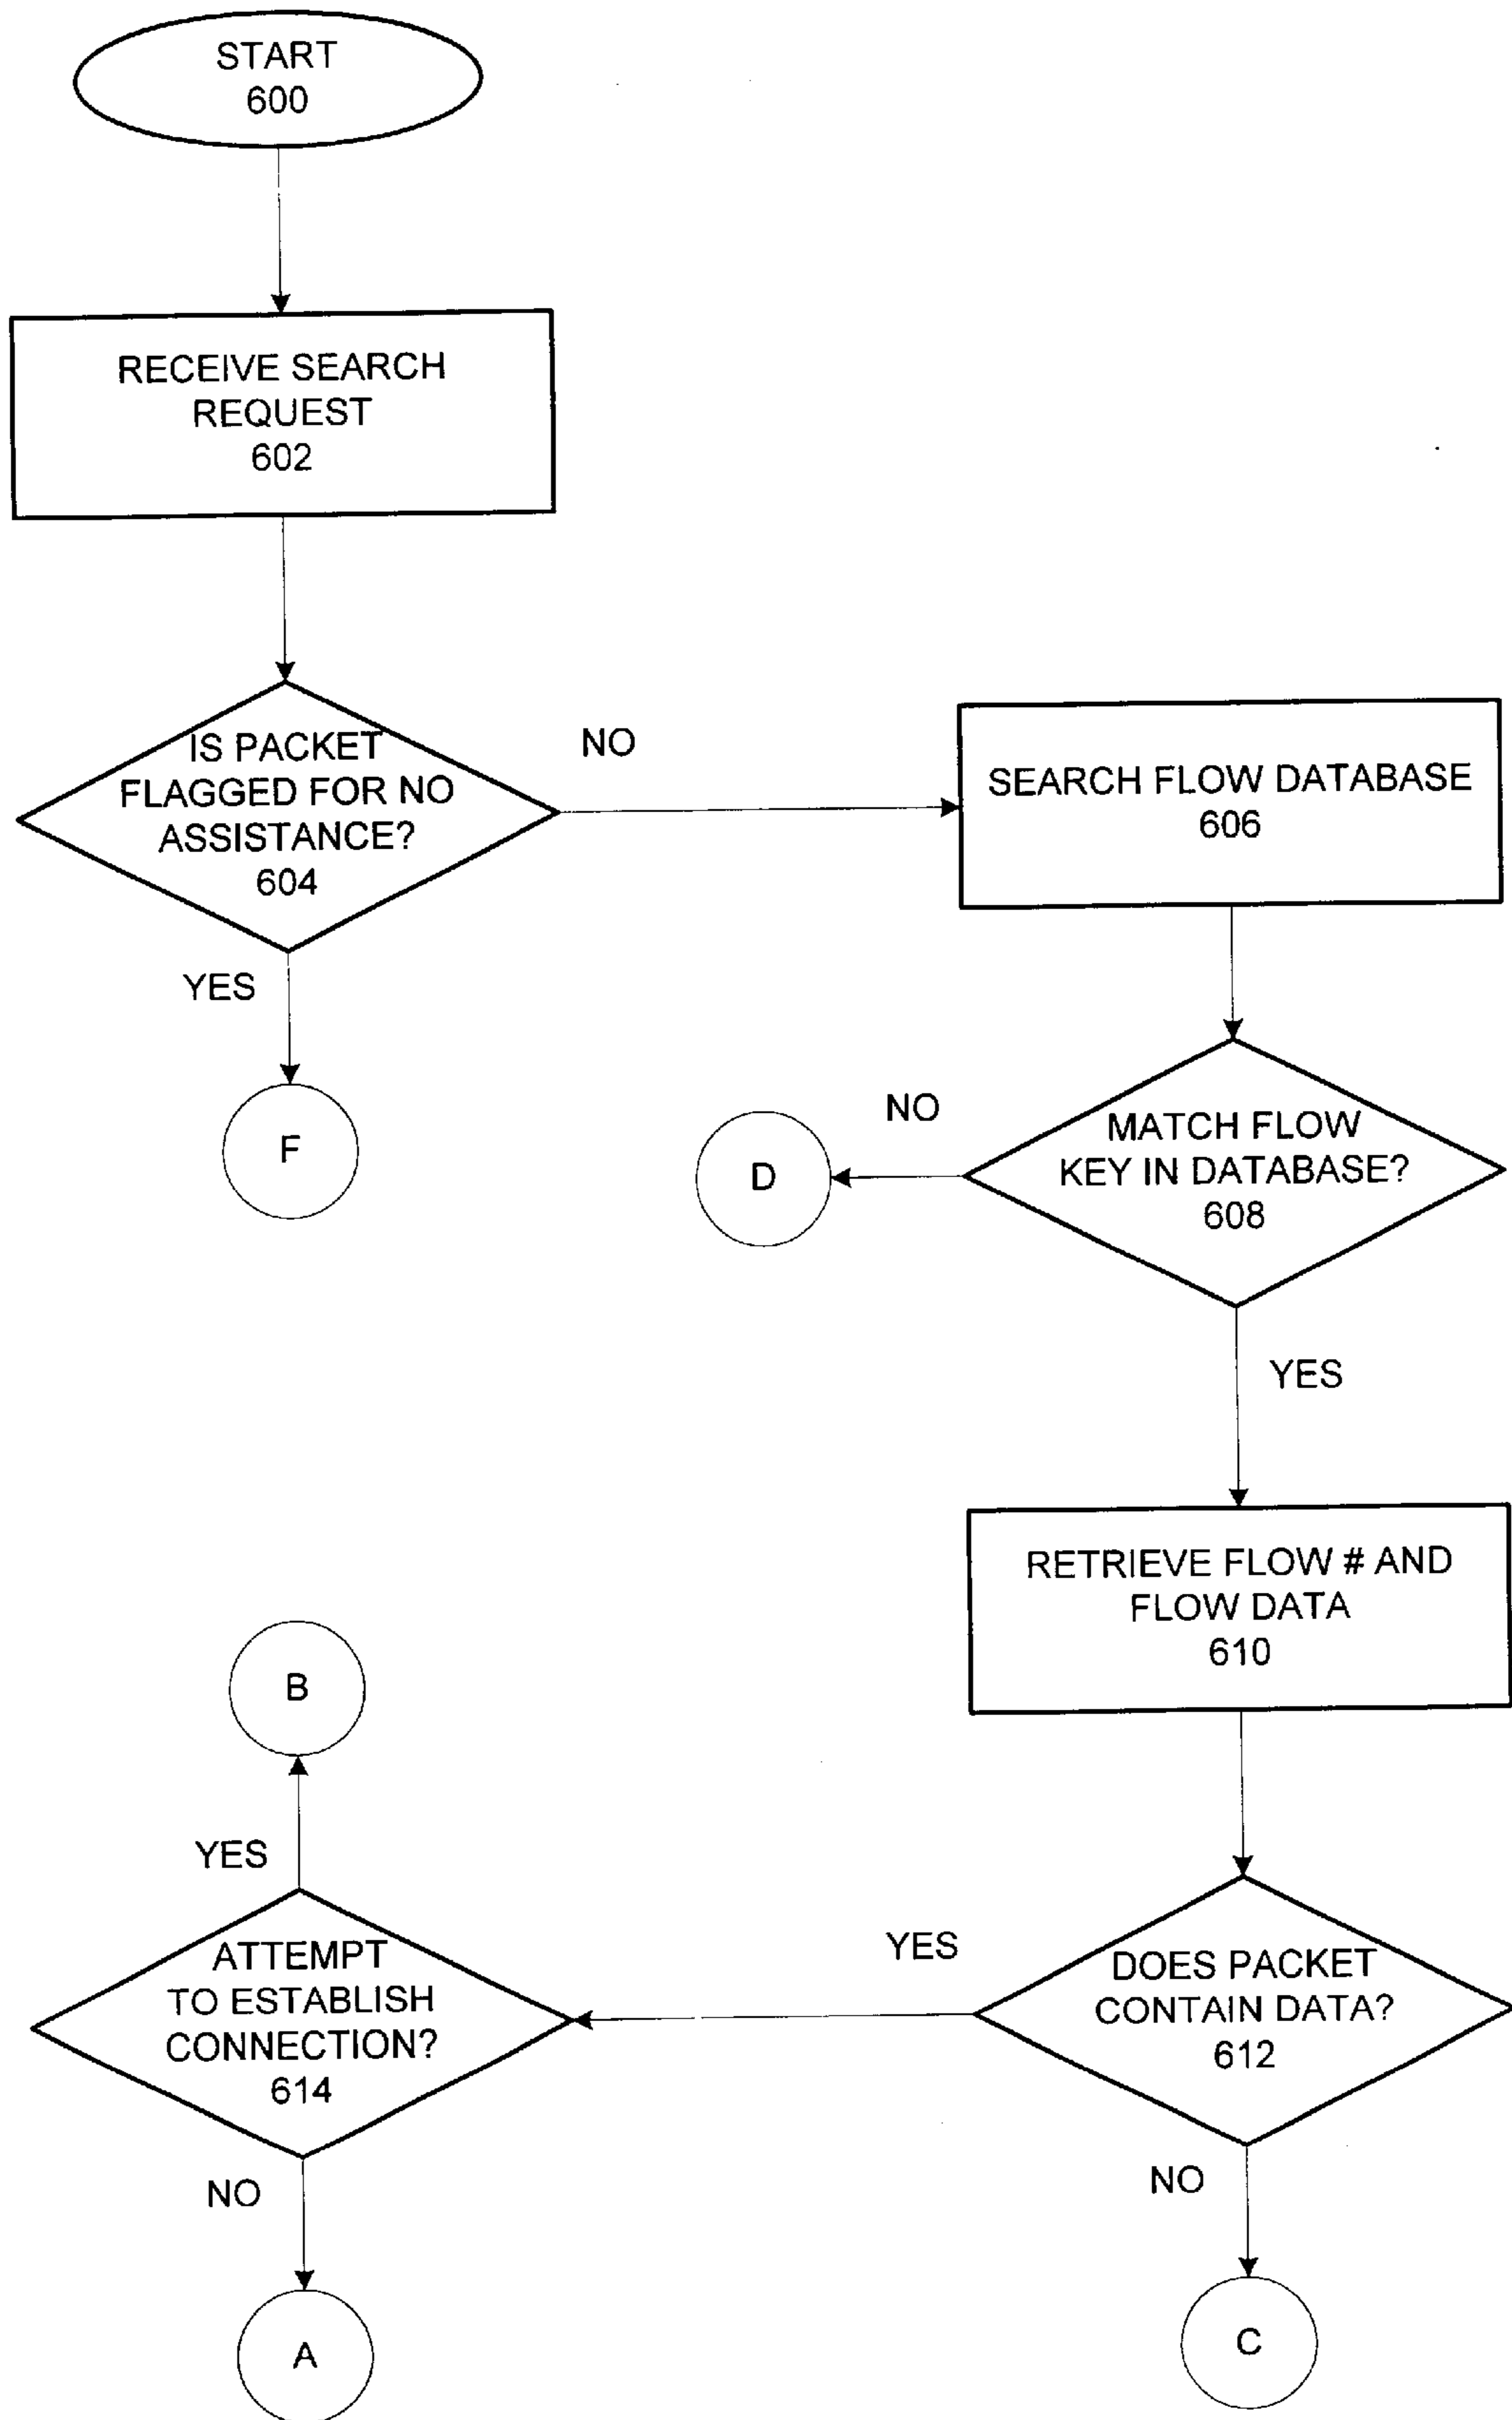 START
600
RECEIVE SEARCH
REQUEST
602
IS PACKET
FLAGGED FOR NO
ASSISTANCE?
604
NO
YES
F
SEARCH FLOW DATABASE
606
MATCH FLOW
KEY IN DATABASE?
608
NO
D
YES
RETRIEVE FLOW # AND
FLOW DATA
610
DOES PACKET
CONTAIN DATA?
612
YES
NO
C
ATTEMPT
TO ESTABLISH
CONNECTION?
614
YES
B
NO
A